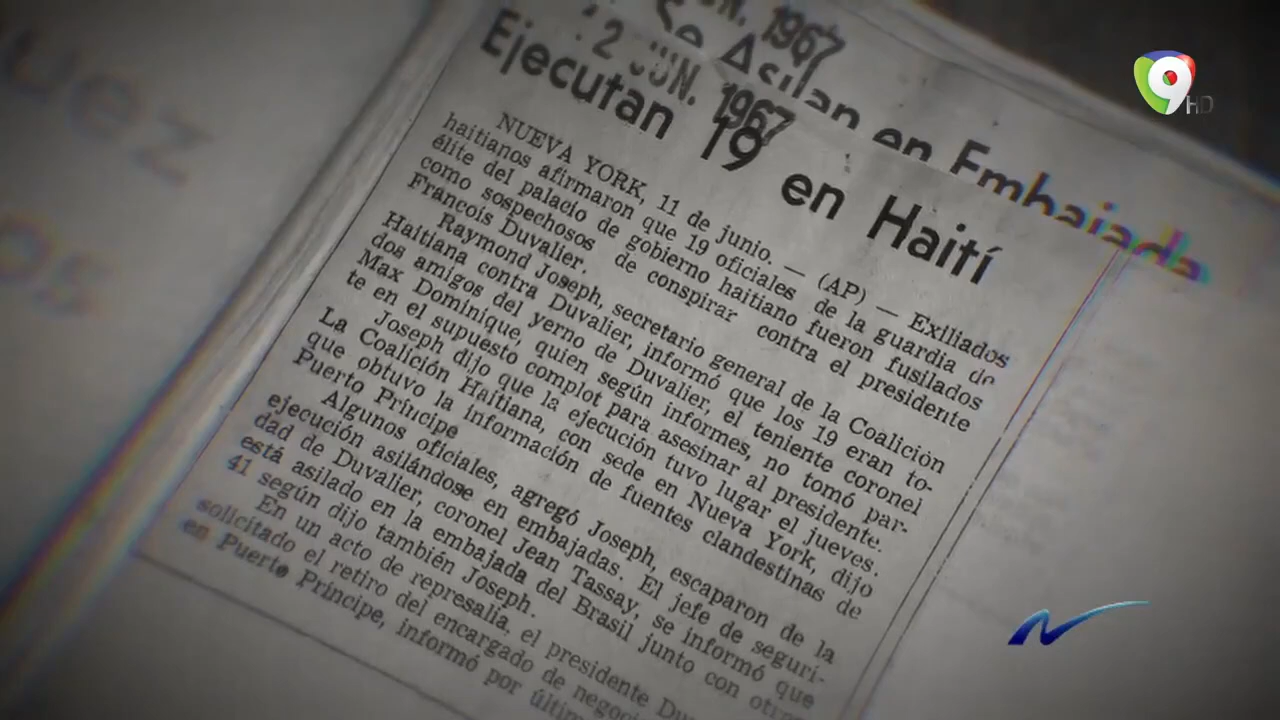 JUN. 1967
Se Asilan en Embajada
2 JUN. 1967
Ejecutan 19 en Haití
NUEVA YORK, 11 de junio. — (AP) — Exiliados
haitianos afirmaron que 19 oficiales de la guardia de
élite del palacio de gobierno haitiano fueron fusilados
como sospechosos de conspirar contra el presidente
Francois Duvalier.
Raymond Joseph, secretario general de la Coalición
Haitiana contra Duvalier, informó que los 19 eran to-
dos amigos del yerno de Duvalier, el teniente coronel
Max Dominique, quien según informes, no tomó par-
te en el supuesto complot para asesinar al presidente.
Joseph dijo que la ejecución tuvo lugar el jueves.
La Coalición Haitiana, con sede en Nueva York, dijo
que obtuvo la información de fuentes clandestinas de
Puerto Príncipe
Algunos oficiales, agregó Joseph, escaparon de la
ejecución asilándose en embajadas. El jefe de seguri-
dad de Duvalier, coronel Jean Tassay, se informó que
está asilado en la embajada del Brasil junto con otros
41 según dijo también Joseph.
En un acto de represalia, el presidente Duv
solicitado el retiro del encargado de negoci
en Puerto Príncipe, informó por últim
uez
os
9 HD
N